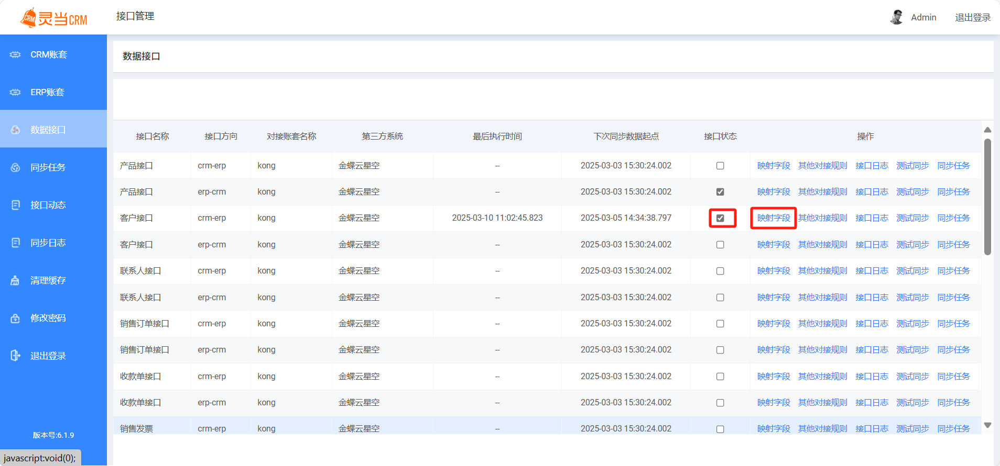 CRM 灵当CRM
接口管理
Admin
退出登录
CRM账套
ERP账套
数据接口
同步任务
接口动态
同步日志
清理缓存
修改密码
退出登录
版本号:6.1.9
javascript:void(0);
数据接口
接口名称 接口方向 对接账套名称 第三方系统 最后执行时间 下次同步数据起点 接口状态 操作
产品接口 crm-erp kong 金蝶云星空 -- 2025-03-03 15:30:24.002 映射字段 其他对接规则 接口日志 测试同步 同步任务
产品接口 erp-crm kong 金蝶云星空 -- 2025-03-03 15:30:24.002 映射字段 其他对接规则 接口日志 测试同步 同步任务
客户接口 crm-erp kong 金蝶云星空 2025-03-10 11:02:45.823 2025-03-05 14:34:38.797 映射字段 其他对接规则 接口日志 测试同步 同步任务
客户接口 erp-crm kong 金蝶云星空 -- 2025-03-03 15:30:24.002 映射字段 其他对接规则 接口日志 测试同步 同步任务
联系人接口 crm-erp kong 金蝶云星空 -- 2025-03-03 15:30:24.002 映射字段 其他对接规则 接口日志 测试同步 同步任务
联系人接口 erp-crm kong 金蝶云星空 -- 2025-03-03 15:30:24.002 映射字段 其他对接规则 接口日志 测试同步 同步任务
销售订单接口 crm-erp kong 金蝶云星空 -- 2025-03-03 15:30:24.002 映射字段 其他对接规则 接口日志 测试同步 同步任务
销售订单接口 erp-crm kong 金蝶云星空 -- 2025-03-03 15:30:24.002 映射字段 其他对接规则 接口日志 测试同步 同步任务
收款单接口 crm-erp kong 金蝶云星空 -- 2025-03-03 15:30:24.002 映射字段 其他对接规则 接口日志 测试同步 同步任务
收款单接口 erp-crm kong 金蝶云星空 -- 2025-03-03 15:30:24.002 映射字段 其他对接规则 接口日志 测试同步 同步任务
销售发票 crm-erp kong 金蝶云星空 -- 2025-03-03 15:30:24.002 映射字段 其他对接规则 接口日志 测试同步 同步任务